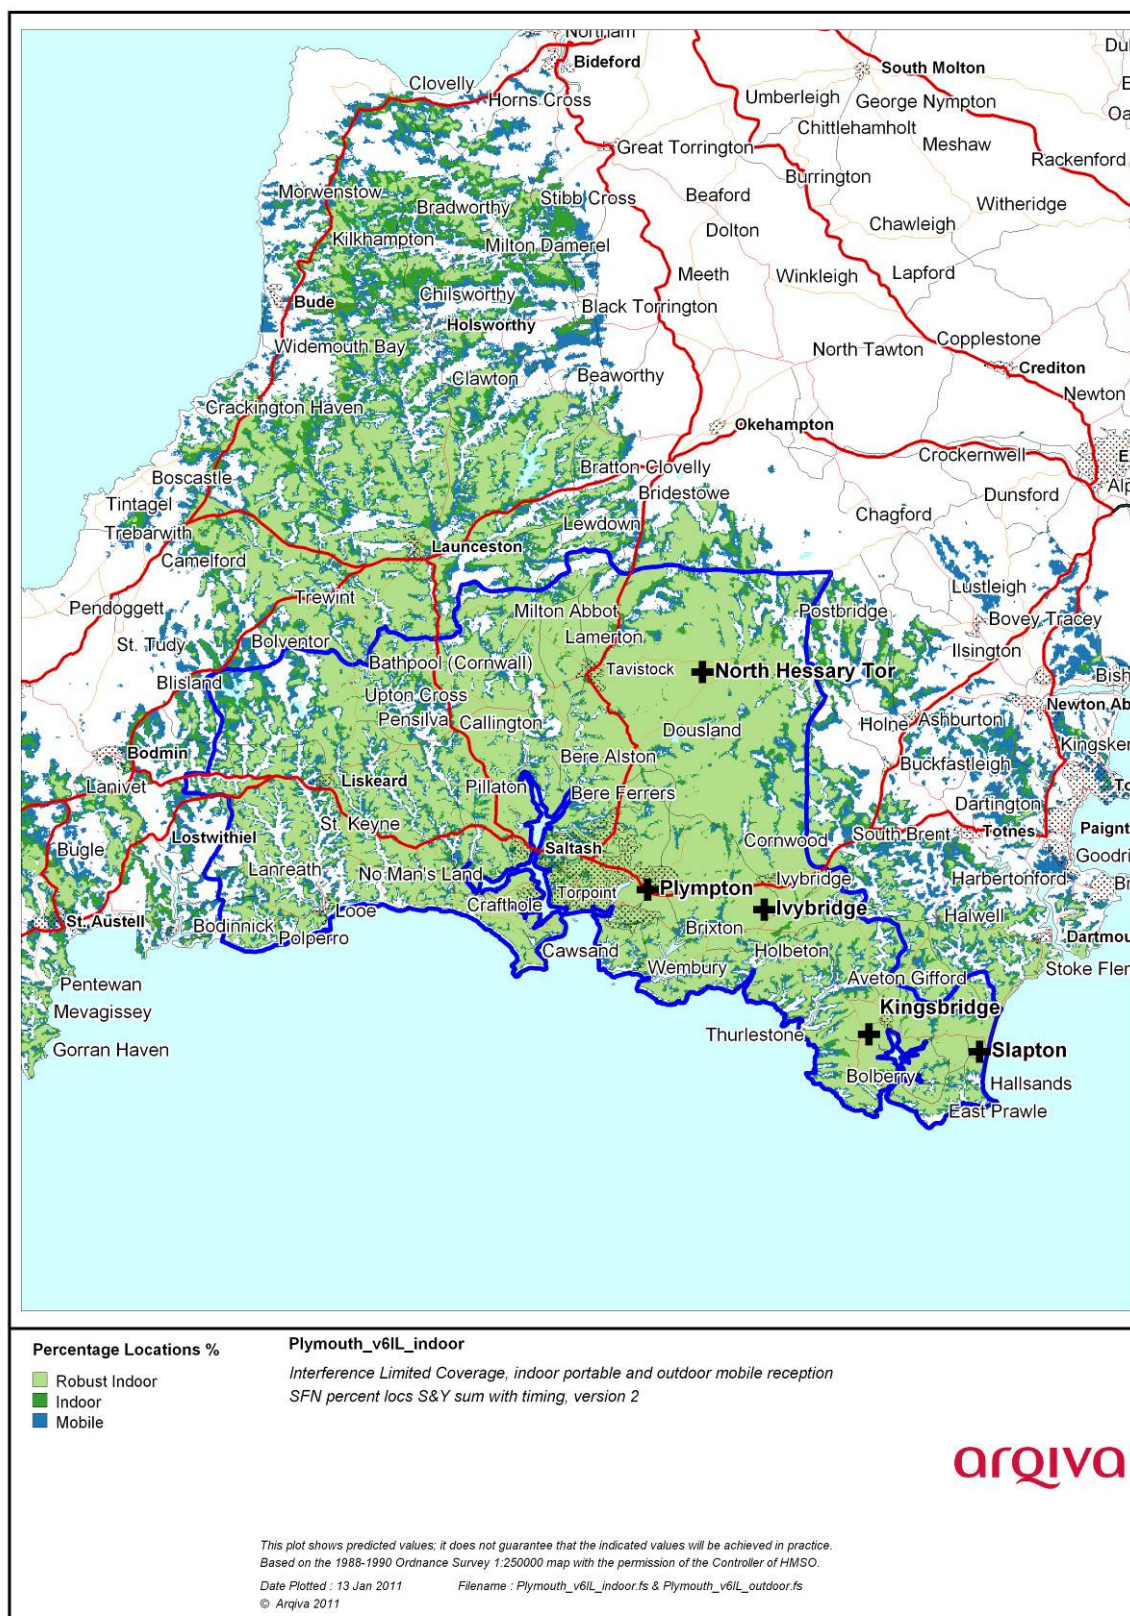 Northam
Bideford
Clovelly
South Molton
Horns Cross
Umberleigh
George Nympton
Chittlehamholt
Meshaw
Great Torrington
Rackenford
Burrington
Morwenstow
Stibb Cross
Beaford
Bradworthy
Witheridge
Dolton
Chawleigh
Kilkhampton
Milton Damerel
Meeth
Winkleigh
Lapford
Bude
Chilsworthy
Black Torrington
Holsworthy
Widemouth Bay
North Tawton
Copplestone
Crediton
Clawton
Beaworthy
Newton
Crackington Haven
Okehampton
Crockernwell
Boscastle
Bratton Clovelly
Bridestowe
Dunsford
Tintagel
Chagford
Trebarwith
Lewdown
Launceston
Camelford
Lustleigh
Pendoggett
Trewint
Milton Abbot
Postbridge
Bovey Tracey
St. Tudy
Bolventor
Lamerton
Ilsington
Bathpool (Cornwall)
Tavistock
North Hessary Tor
Blisland
Upton Cross
Bish
Newton Ab
Pensilva
Callington
Dousland
Holne
Ashburton
Bodmin
Bere Alston
Kingsker
Buckfastleigh
Lanivet
Liskeard
Pillaton
Bere Ferrers
To
Dartington
St. Keyne
Lostwithiel
Saltash
Cornwood
South Brent
Totnes
Paignt
Bugle
Goodri
Lanreath
No Man's Land
Torpoint
Plympton
Ivybridge
Harbertonford
Br
St. Austell
Bodinnick
Looe
Crafthole
Ivybridge
Halwell
Polperro
Brixton
Dartmou
Cawsand
Holbeton
Wembury
Stoke Flem
Pentewan
Aveton Gifford
Mevagissey
Kingsbridge
Thurlestone
Gorran Haven
Slapton
Bolberry
Hallsands
East Prawle
Percentage Locations %
Robust Indoor
Indoor
Mobile
Plymouth_v6IL_indoor
Interference Limited Coverage, indoor portable and outdoor mobile reception
SFN percent locs S&Y sum with timing, version 2
arqiva
This plot shows predicted values; it does not guarantee that the indicated values will be achieved in practice.
Based on the 1988-1990 Ordnance Survey 1:250000 map with the permission of the Controller of HMSO.
Date Plotted : 13 Jan 2011 Filename : Plymouth_v6IL_indoor.fs & Plymouth_v6IL_outdoor.fs
© Arqiva 2011